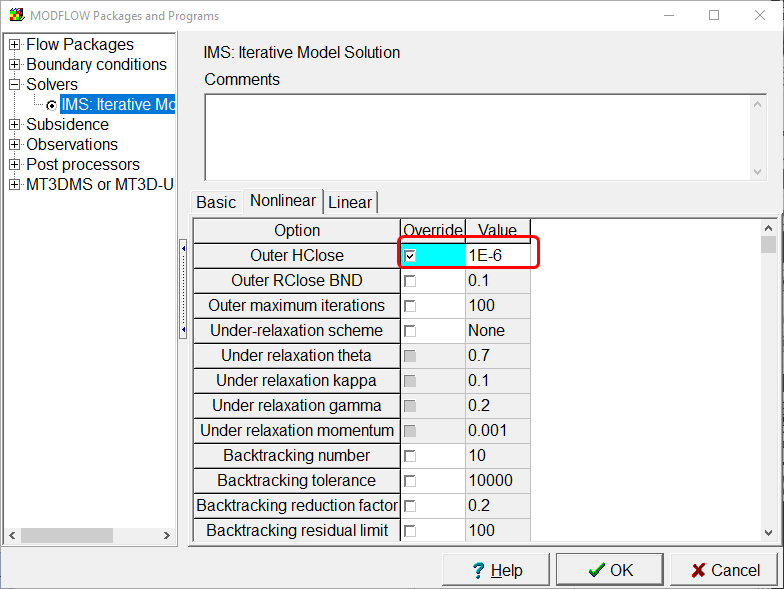 MODFLOW Packages and Programs
Flow Packages
Boundary conditions
Solvers
IMS: Iterative Mo
Subsidence
Observations
Post processors
MT3DMS or MT3D-U
IMS: Iterative Model Solution
Comments
Basic Nonlinear Linear
Option Override Value
Outer HClose 1E-6
Outer RClose BND 0.1
Outer maximum iterations 100
Under-relaxation scheme None
Under relaxation theta 0.7
Under relaxation kappa 0.1
Under relaxation gamma 0.2
Under relaxation momentum 0.001
Backtracking number 10
Backtracking tolerance 10000
Backtracking reduction factor 0.2
Backtracking residual limit 100
? Help OK Cancel